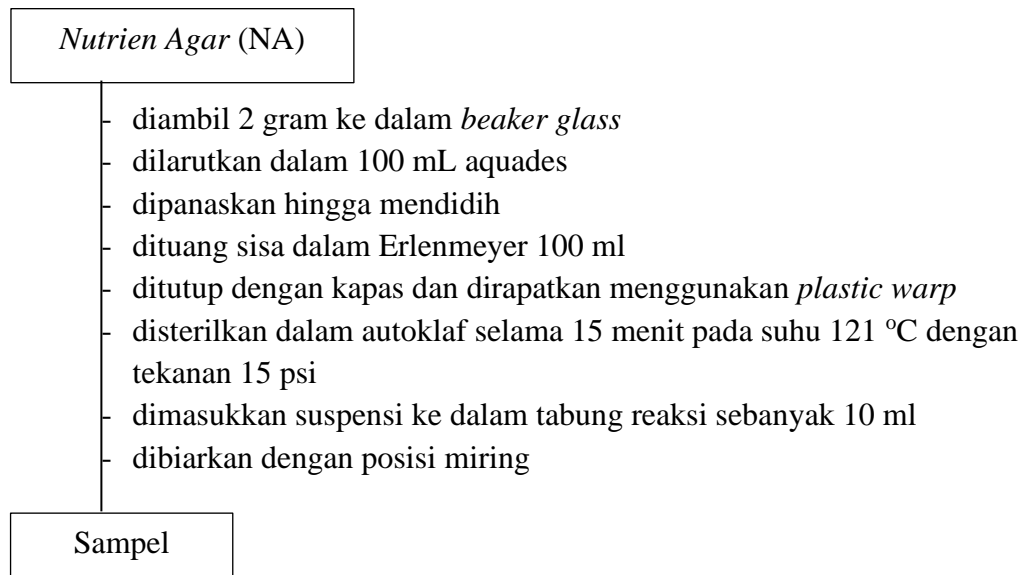 Nutrien Agar (NA)
- diambil 2 gram ke dalam beaker glass
- dilarutkan dalam 100 mL aquades
- dipanaskan hingga mendidih
- dituang sisa dalam Erlenmeyer 100 ml
- ditutup dengan kapas dan dirapatkan menggunakan plastic warp
- disterilkan dalam autoklaf selama 15 menit pada suhu 121 °C dengan
tekanan 15 psi
- dimasukkan suspensi ke dalam tabung reaksi sebanyak 10 ml
- dibiarkan dengan posisi miring
Sampel